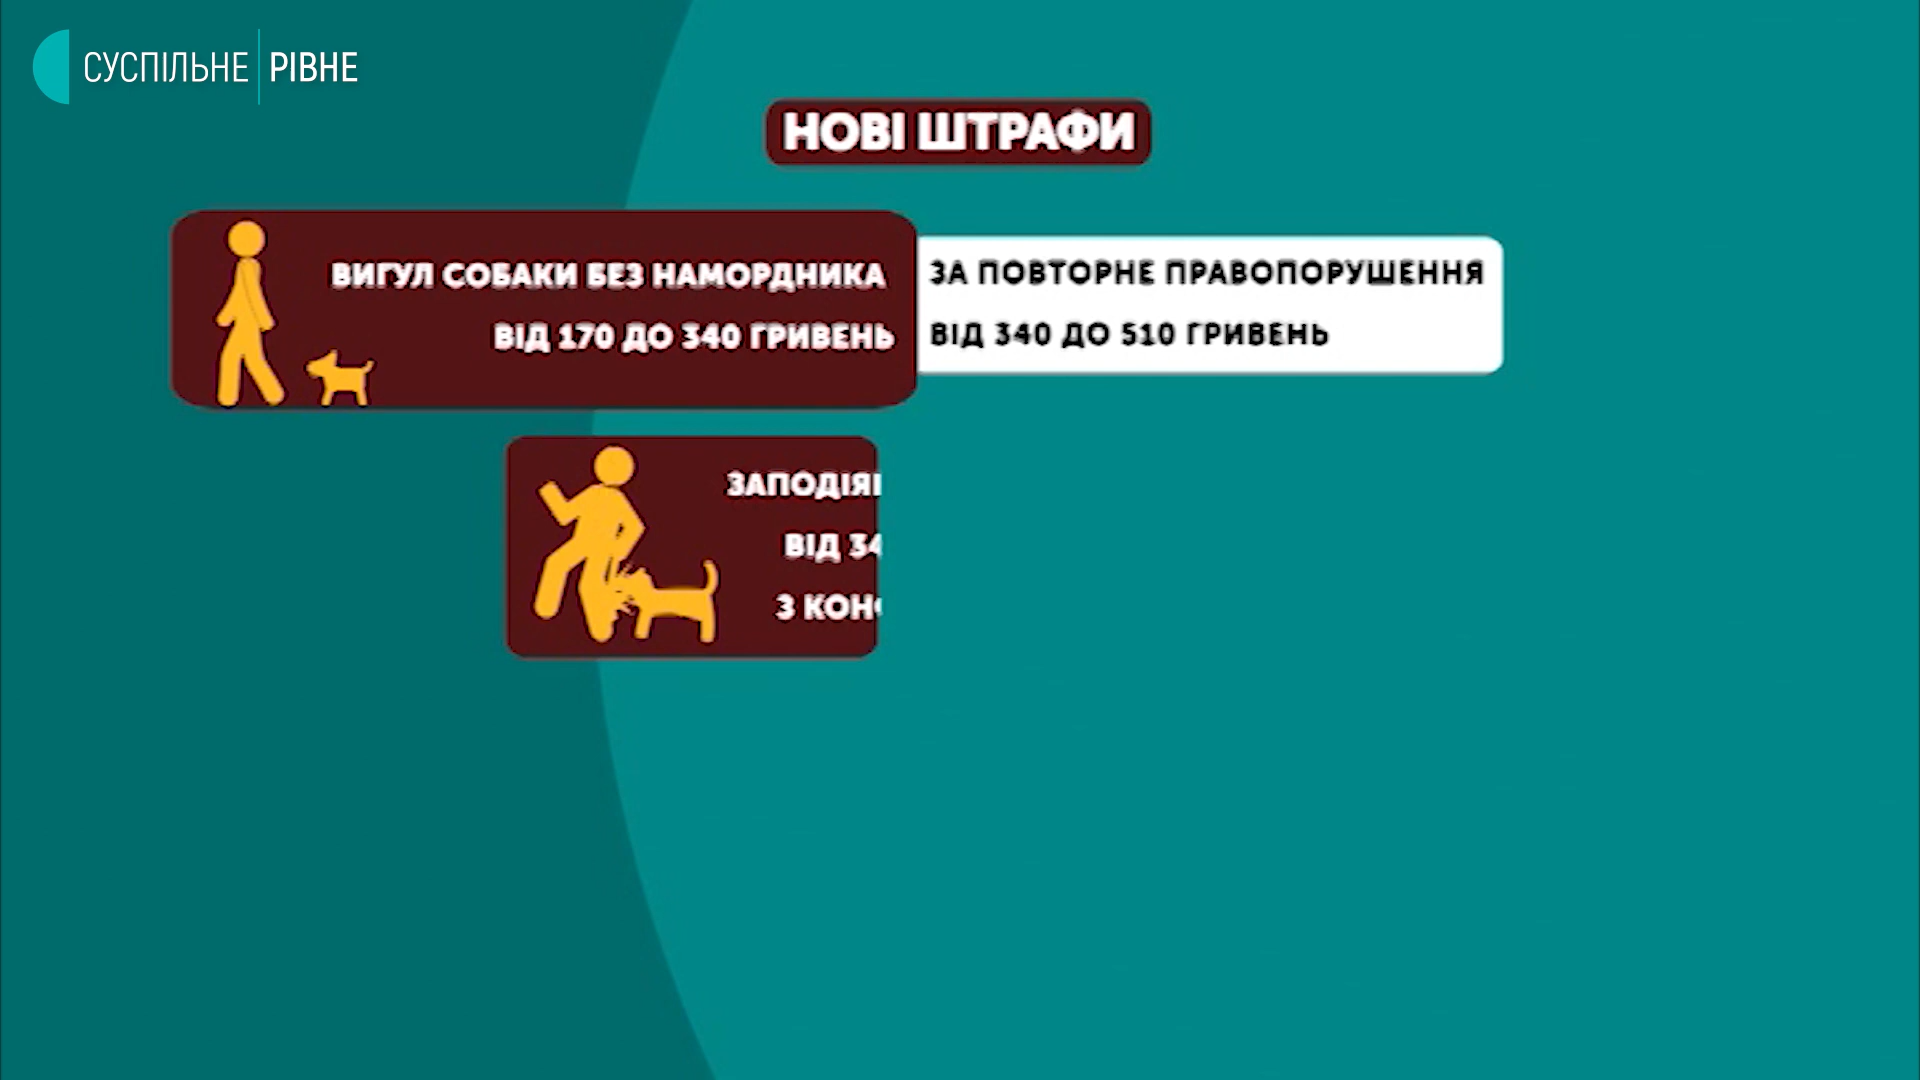 СУСПІЛЬНЕ РІВНЕ
НОВІ ШТРАФИ
ВИГУЛ СОБАКИ БЕЗ НАМОРДНИКА
ВІД 170 ДО 340 ГРИВЕНЬ
ЗА ПОВТОРНЕ ПРАВОПОРУШЕННЯ
ВІД 340 ДО 510 ГРИВЕНЬ
ВІД
З